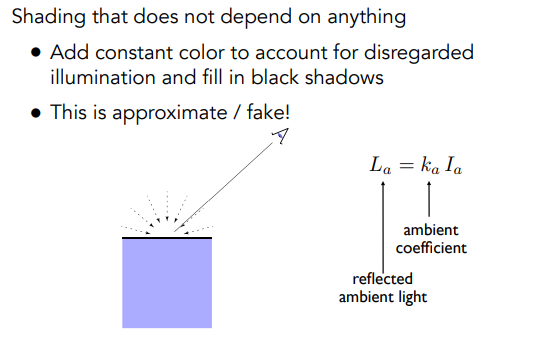 Shading that does not depend on anything
● Add constant color to account for disregarded
illumination and fill in black shadows
● This is approximate / fake!
L_a = k_a I_a
ambient
coefficient
reflected
ambient light